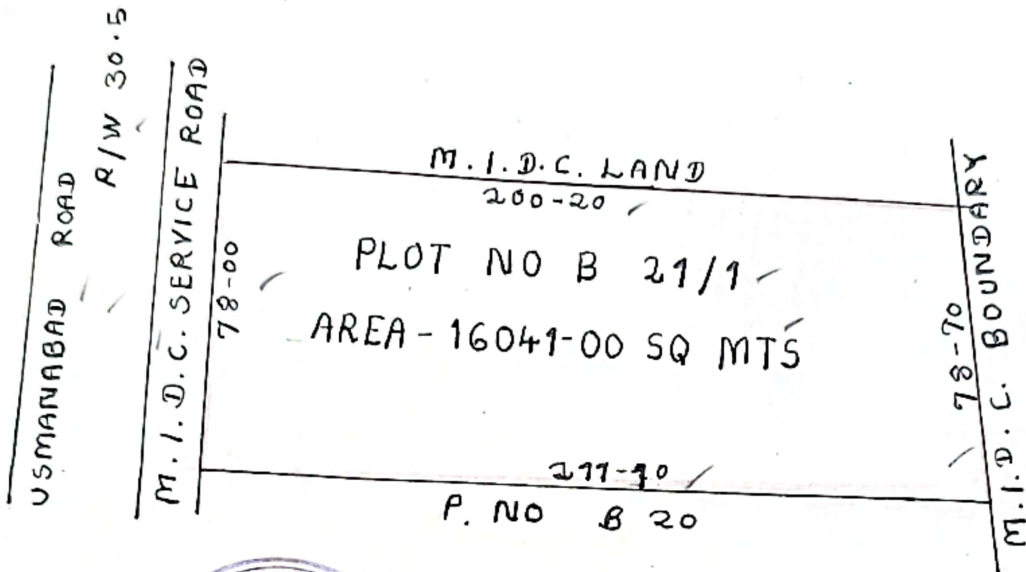 USMANABAD ROAD
R/W 30.5
M.I.D.C. SERVICE ROAD
M.I.D.C. LAND
200-20
78-00
PLOT NO B 21/1
AREA - 16041-00 SQ MTS
78-70
M.I.D.C. BOUNDARY
211-10
P. NO B 20